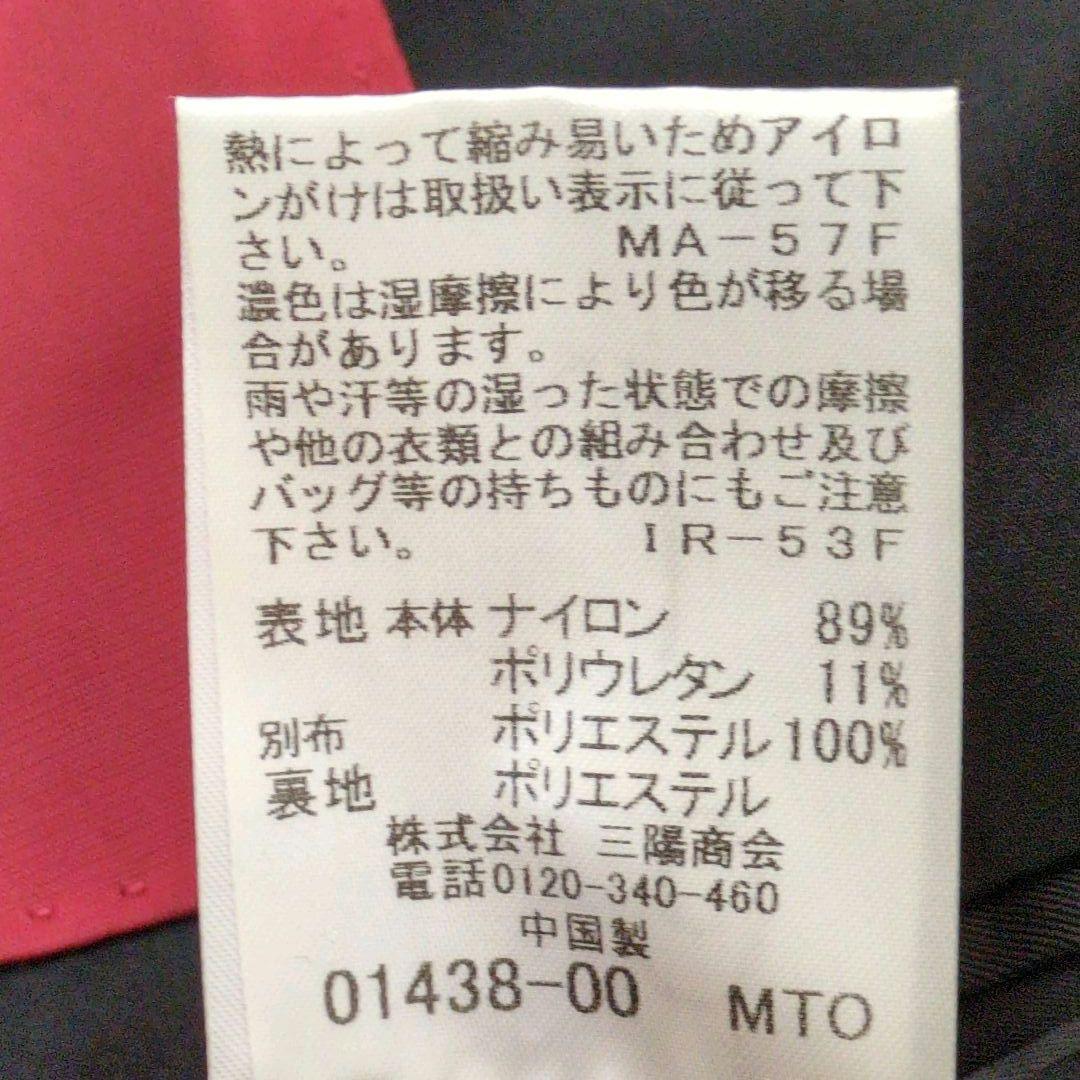 熱によって縮み易いためアイロ
ンがけは取扱い表示に従って下
さい。 ＭＡ－５７Ｆ
濃色は湿摩擦により色が移る場
合があります。
雨や汗等の湿った状態での摩擦
や他の衣類との組み合わせ及び
バッグ等の持ちものにもご注意
下さい。 ＩＲ－５３Ｆ
表地 本体 ナイロン 89%
ポリウレタン 11%
別布 ポリエステル 100%
裏地 ポリエステル
株式会社 三陽商会
電話0120-340-460
中国製
01438-00 MTO